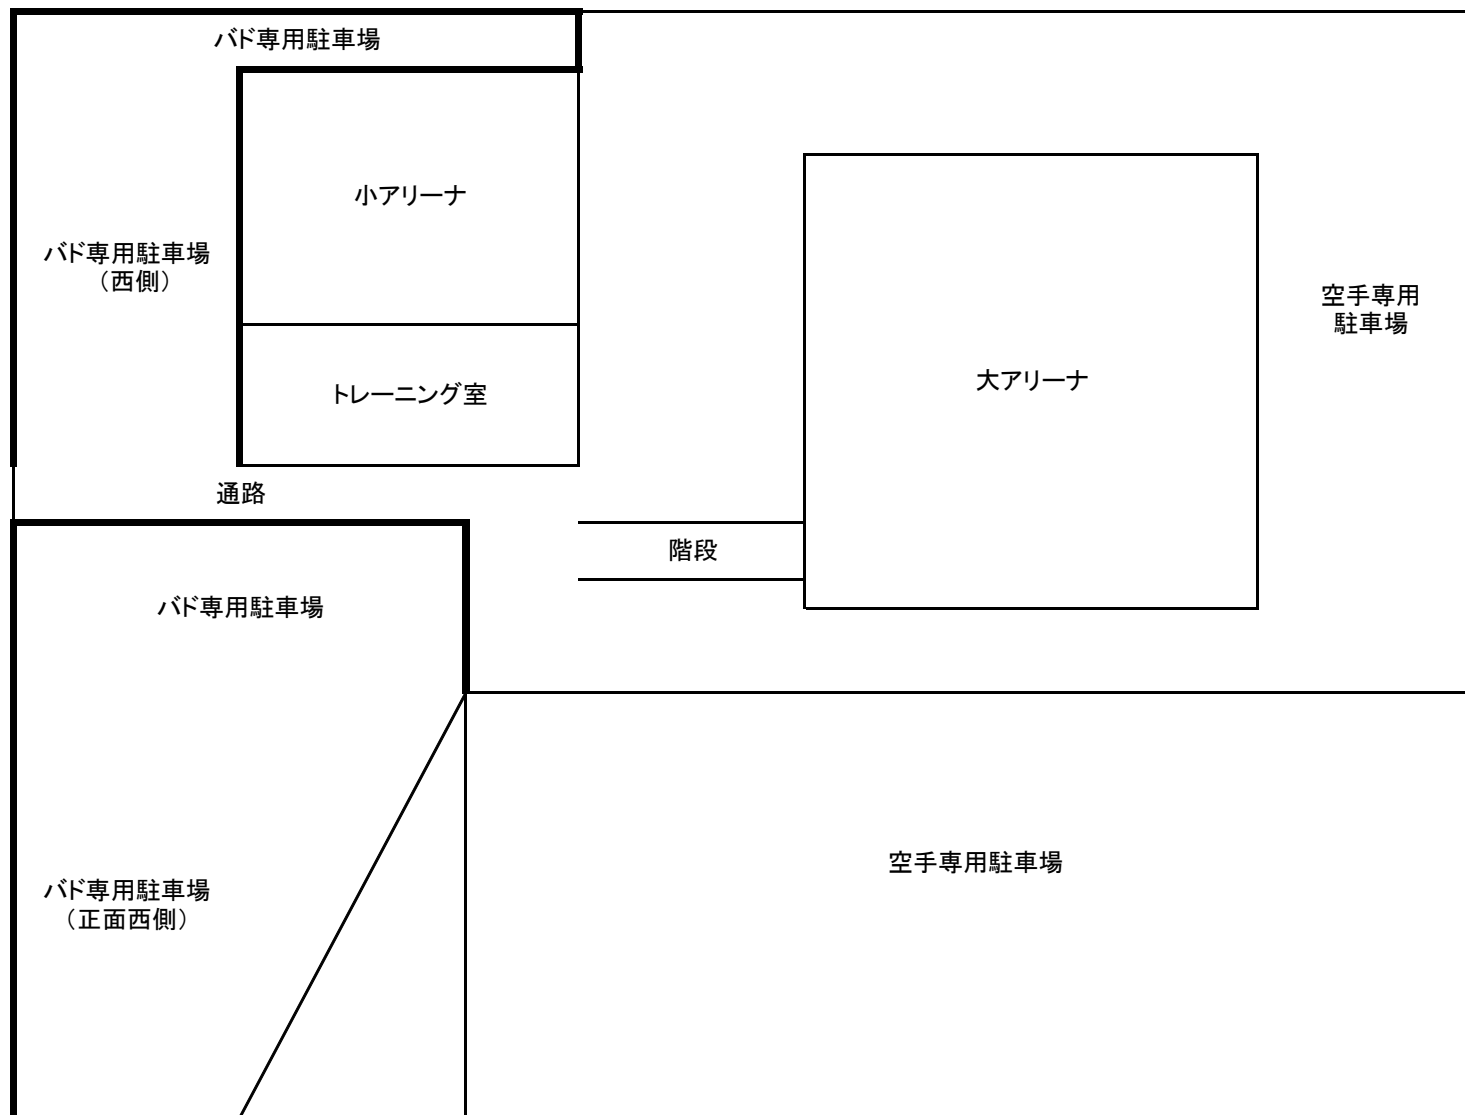 バド専用駐車場
小アリーナ
バド専用駐車場
（西側）
空手専用
駐車場
大アリーナ
トレーニング室
通路
階段
バド専用駐車場
空手専用駐車場
バド専用駐車場
（正面西側）